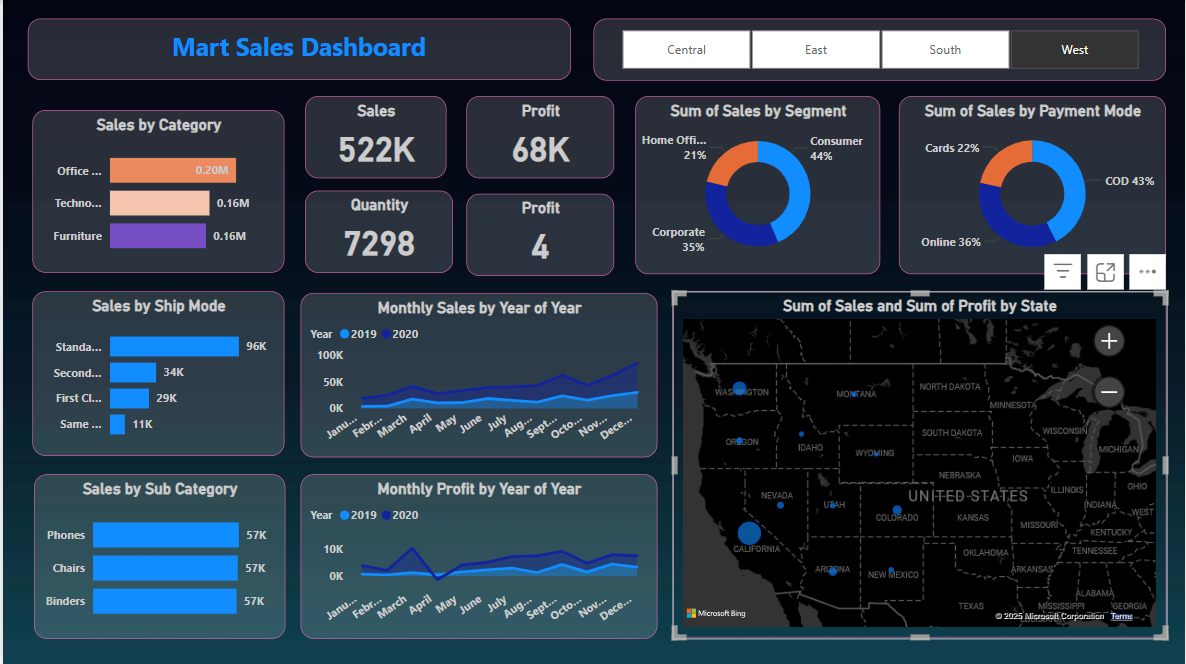 Mart Sales Dashboard
Central
East
South
West
Sales by Category
Office ...
0.20M
Techno...
0.16M
Furniture
0.16M
Sales
522K
Profit
68K
Quantity
7298
Profit
4
Sum of Sales by Segment
Home Offi...
21%
Consumer
44%
Corporate
35%
Sum of Sales by Payment Mode
Cards 22%
COD 43%
Online 36%
Sales by Ship Mode
Standa...
96K
Second...
34K
First Cl...
29K
Same ...
11K
Monthly Sales by Year of Year
Year 2019 2020
100K
50K
0K
Janu...
Febr...
March
April
May
June
July
Aug...
Sept...
Octo...
Nov...
Dece...
Sum of Sales and Sum of Profit by State
WASHINGTON
MONTANA
NORTH DAKOTA
MINNESOTA
OREGON
IDAHO
WYOMING
SOUTH DAKOTA
WISCONSIN
MICHIGAN
IOWA
NEBRASKA
NEVADA
UTAH
COLORADO
UNITED STATES
KANSAS
ILLINOIS
INDIANA
OHIO
WEST
MISSOURI
KENTUCKY
CALIFORNIA
OKLAHOMA
TENNESSEE
ARIZONA
NEW MEXICO
ARKANSAS
ALABAMA
TEXAS
MISSISSIPPI
GEORGIA
Microsoft Bing
© 2025 Microsoft Corporation Terms
Sales by Sub Category
Phones
57K
Chairs
57K
Binders
57K
Monthly Profit by Year of Year
Year 2019 2020
10K
0K
Janu...
Febr...
March
April
May
June
July
Aug...
Sept...
Octo...
Nov...
Dece...